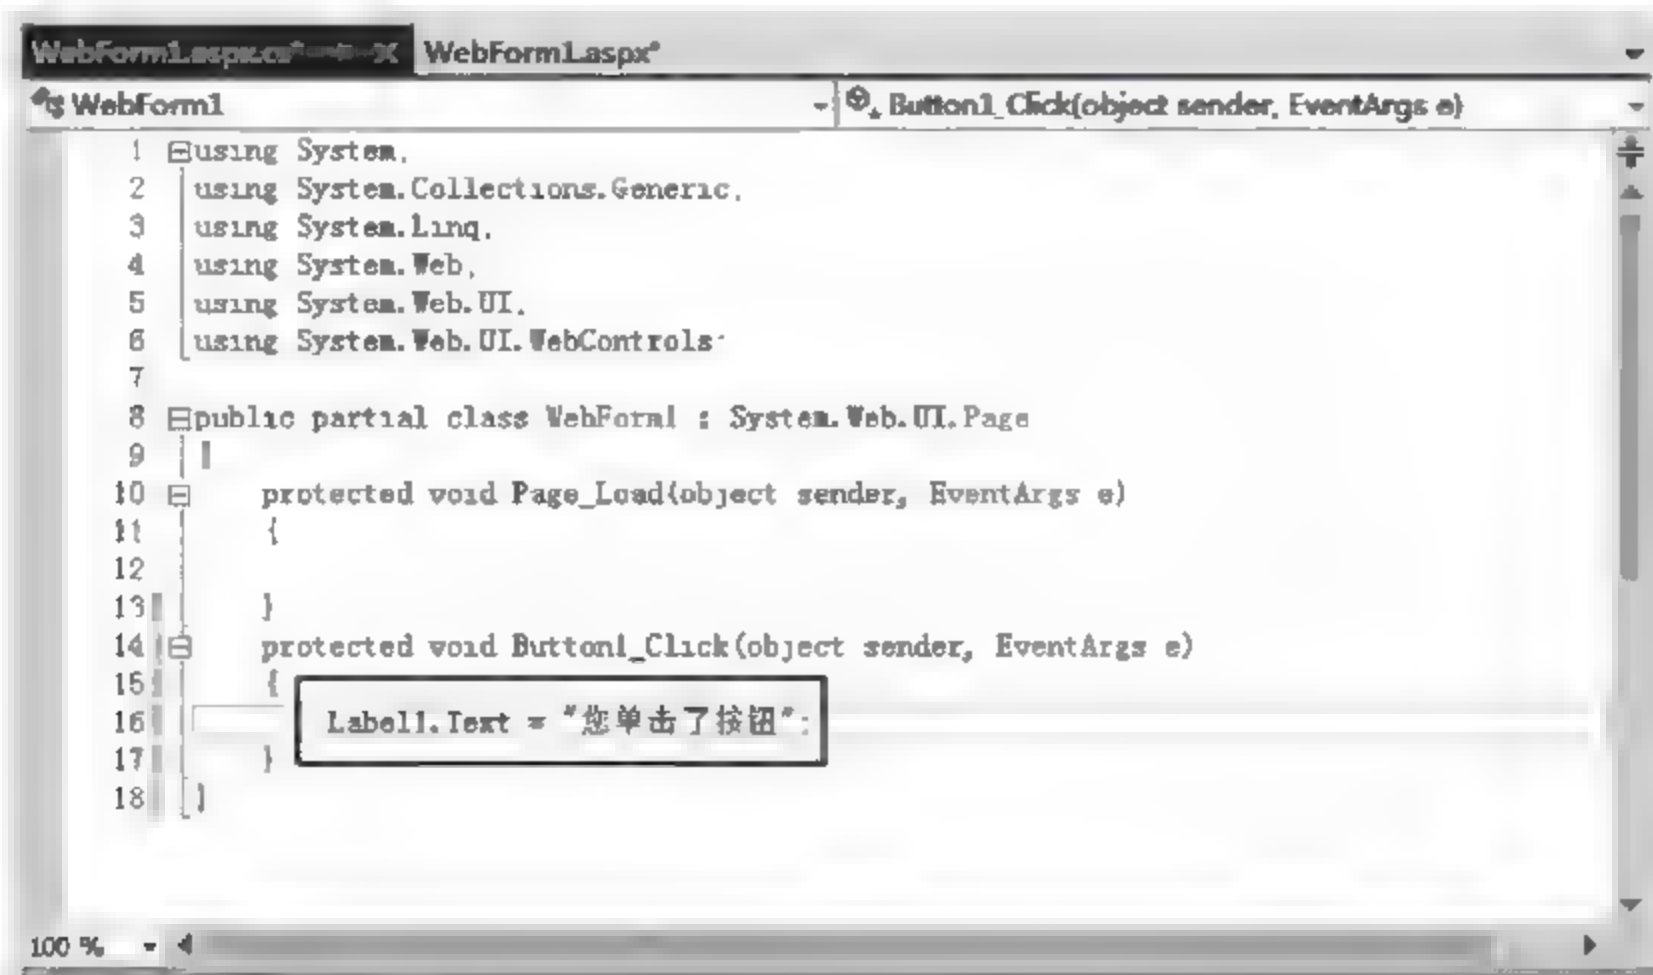 WebForm1.aspx.cs* WebForm1.aspx*
WebForm1 Button1_Click(object sender, EventArgs e)
1 using System;
2 using System.Collections.Generic;
3 using System.Linq;
4 using System.Web;
5 using System.Web.UI;
6 using System.Web.UI.WebControls;
7
8 public partial class WebForm1 : System.Web.UI.Page
9 {
10 protected void Page_Load(object sender, EventArgs e)
11 {
12
13 }
14 protected void Button1_Click(object sender, EventArgs e)
15 {
16 Label1.Text = "您单击了按钮";
17 }
18 }
100 %